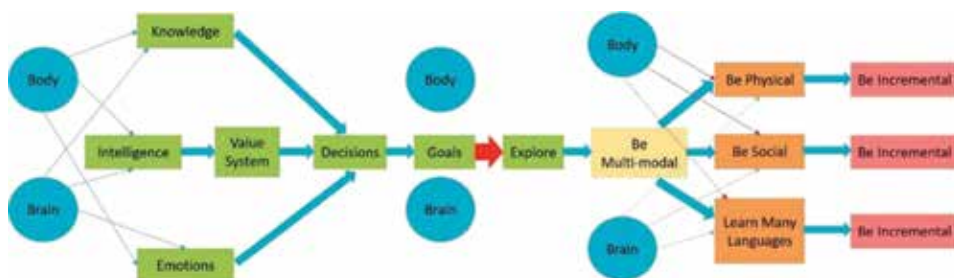 Knowledge
Body
Intelligence
Value
System
Decisions
Brain
Emotions
Body
Goals
Brain
Explore
Body
Be
Multi-modal
Brain
Be Physical
Be Incremental
Be Social
Be Incremental
Learn Many
Languages
Be Incremental